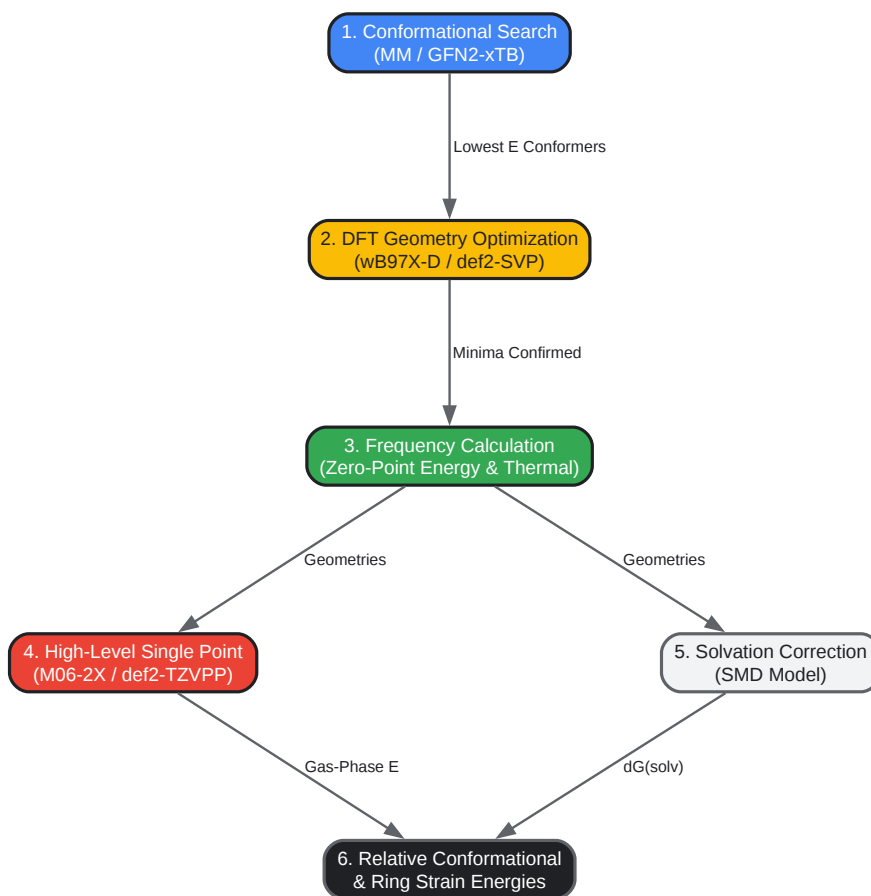 1. Conformational Search
(MM / GFN2-xTB)
Lowest E Conformers
2. DFT Geometry Optimization
(wB97X-D / def2-SVP)
Minima Confirmed
3. Frequency Calculation
(Zero-Point Energy & Thermal)
Geometries
Geometries
4. High-Level Single Point
(M06-2X / def2-TZVPP)
5. Solvation Correction
(SMD Model)
Gas-Phase E
dG(solv)
6. Relative Conformational
& Ring Strain Energies